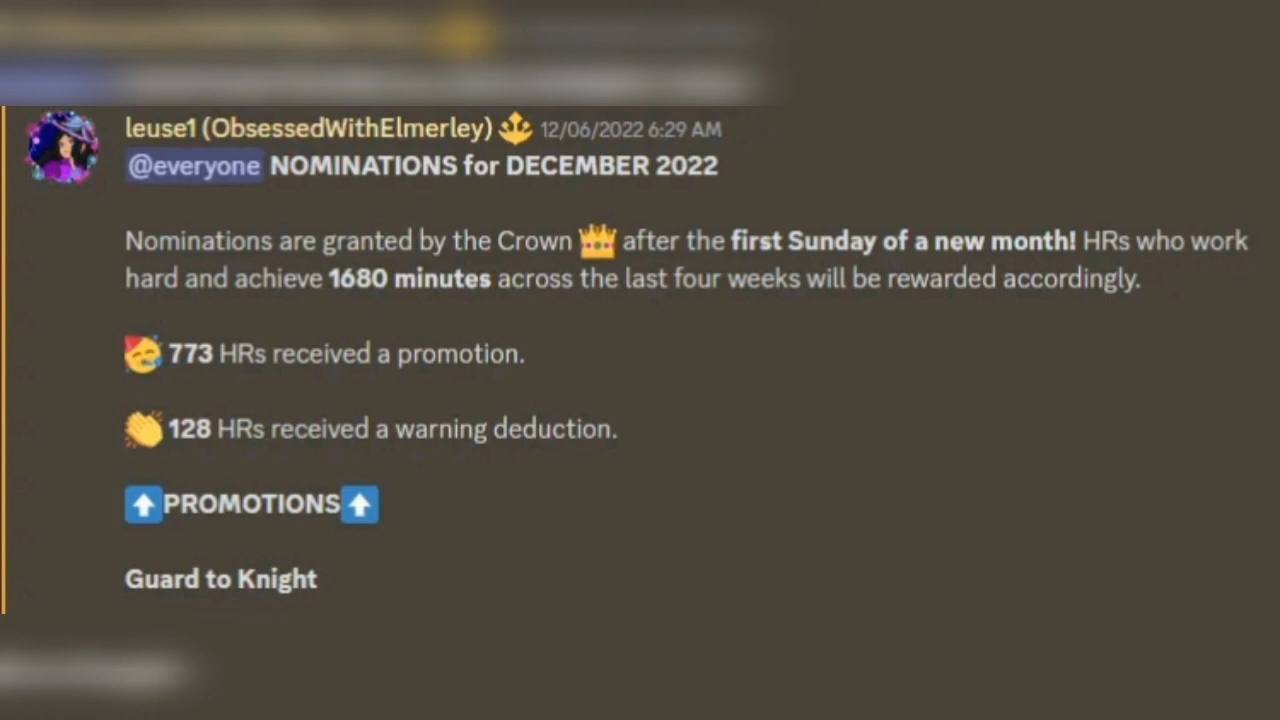 leuse1 (ObsessedWithElmerley) 12/06/2022 6:29 AM
@everyone NOMINATIONS for DECEMBER 2022
Nominations are granted by the Crown 👑 after the first Sunday of a new month! HRs who work
hard and achieve 1680 minutes across the last four weeks will be rewarded accordingly.
🥳 773 HRs received a promotion.
👏 128 HRs received a warning deduction.
⬆️PROMOTIONS⬆️
Guard to Knight